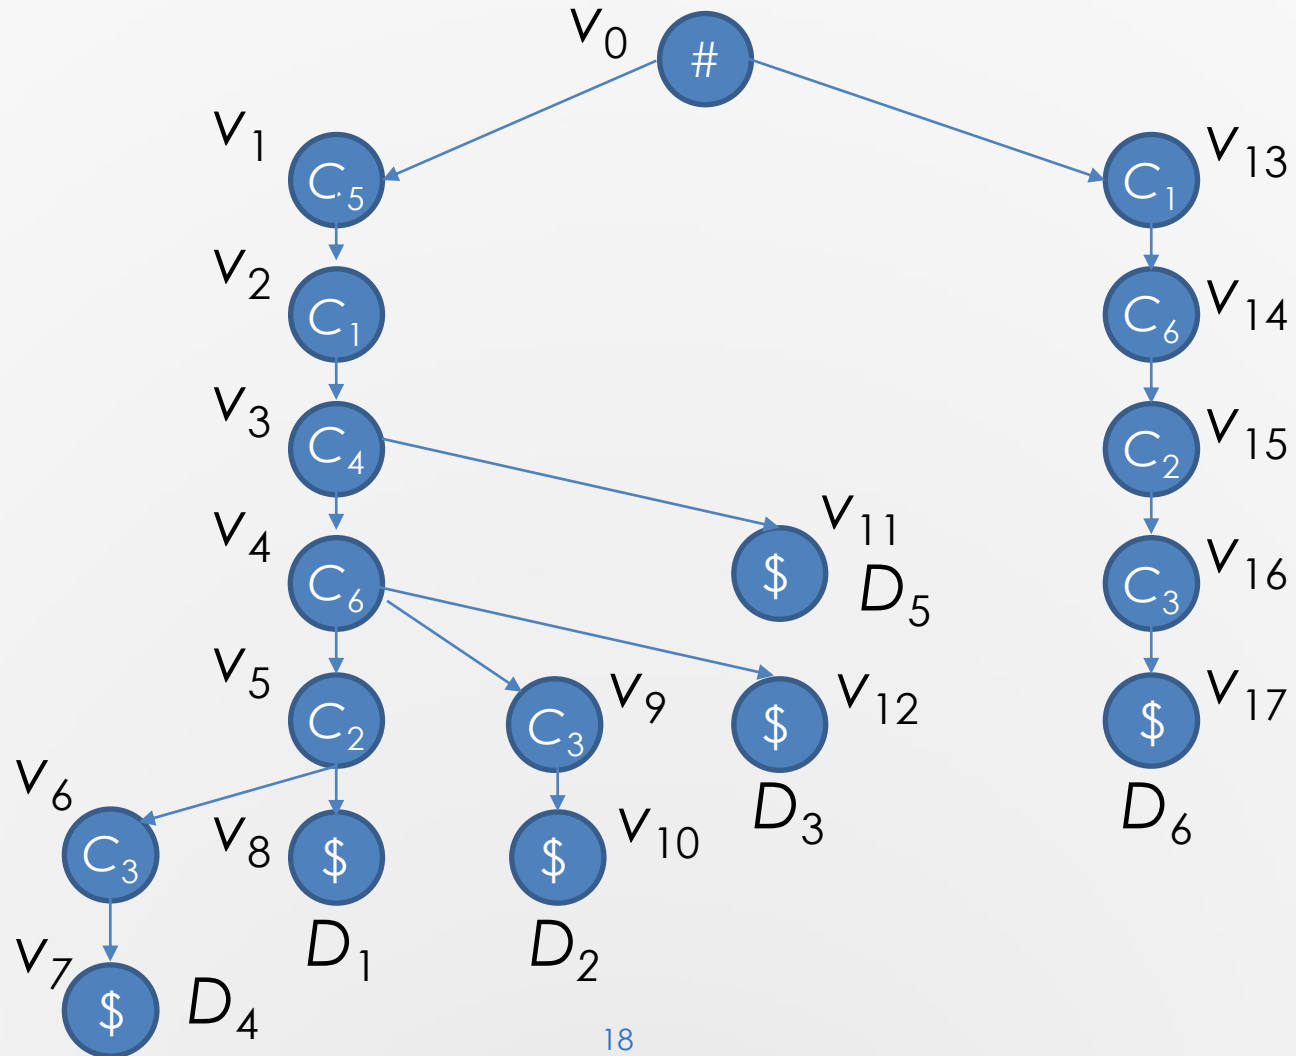 v0 #
v1 C5 C1 v13
v2 C1 C6 v14
v3 C4 C2 v15
v11
v4 C6 $ D5 C3 v16
v5 C2 v9 C3 $ v12 $ v17
v6 C3 v8 $ $ v10 D3 D6
D1 D2
v7 $ D4
18